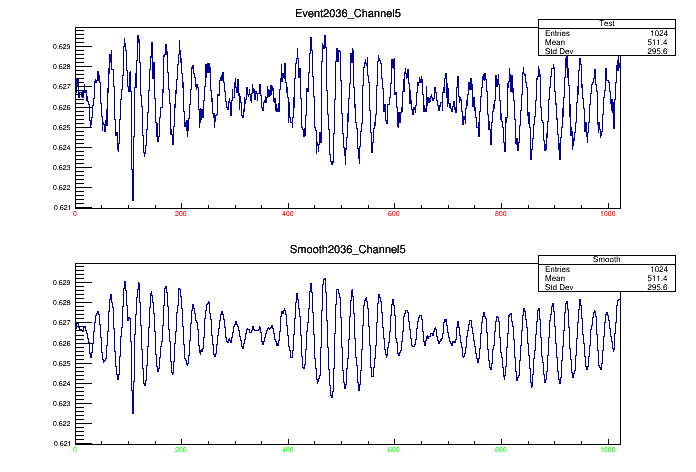 Event2036_Channel5
Test
Entries 1024
Mean 511.4
Std Dev 295.6
0.629
0.628
0.627
0.626
0.625
0.624
0.623
0.622
0.621
0 200 400 600 800 1000
Smooth2036_Channel5
Smooth
Entries 1024
Mean 511.4
Std Dev 295.6
0.629
0.628
0.627
0.626
0.625
0.624
0.623
0.622
0.621
0 200 400 600 800 1000